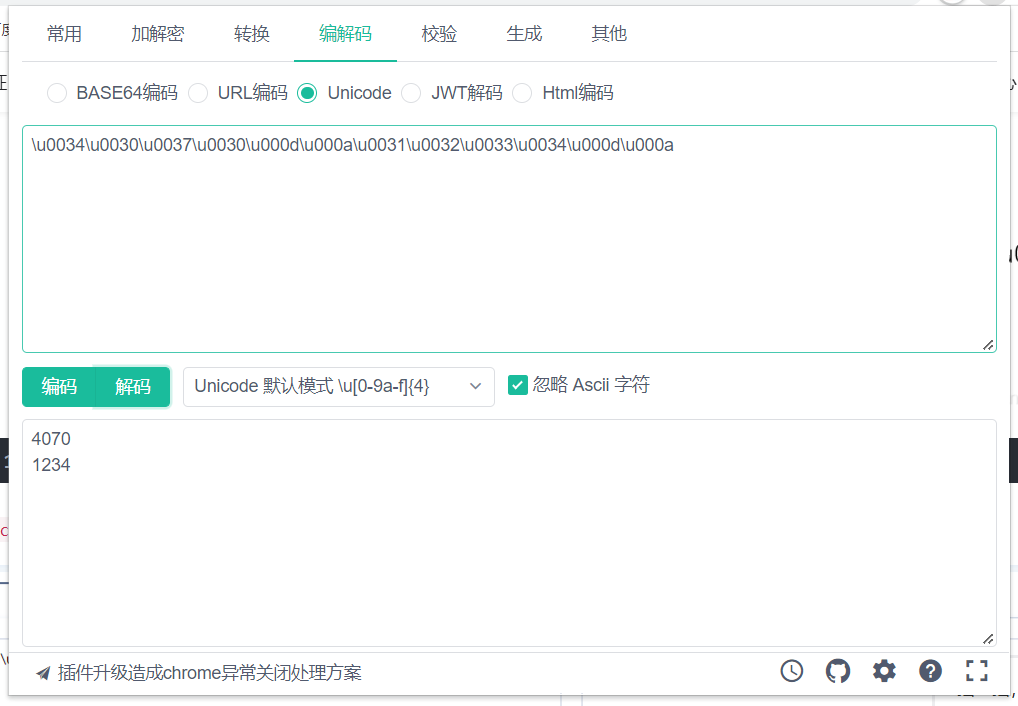 常用 加解密 转换 编解码 校验 生成 其他
BASE64编码 URL编码 Unicode JWT解码 Html编码
\u0034\u0030\u0037\u0030\u000d\u000a\u0031\u0032\u0033\u0034\u000d\u000a
编码 解码 Unicode 默认模式 \u[0-9a-f]{4} 忽略 Ascii 字符
4070
1234
插件升级造成chrome异常关闭处理方案